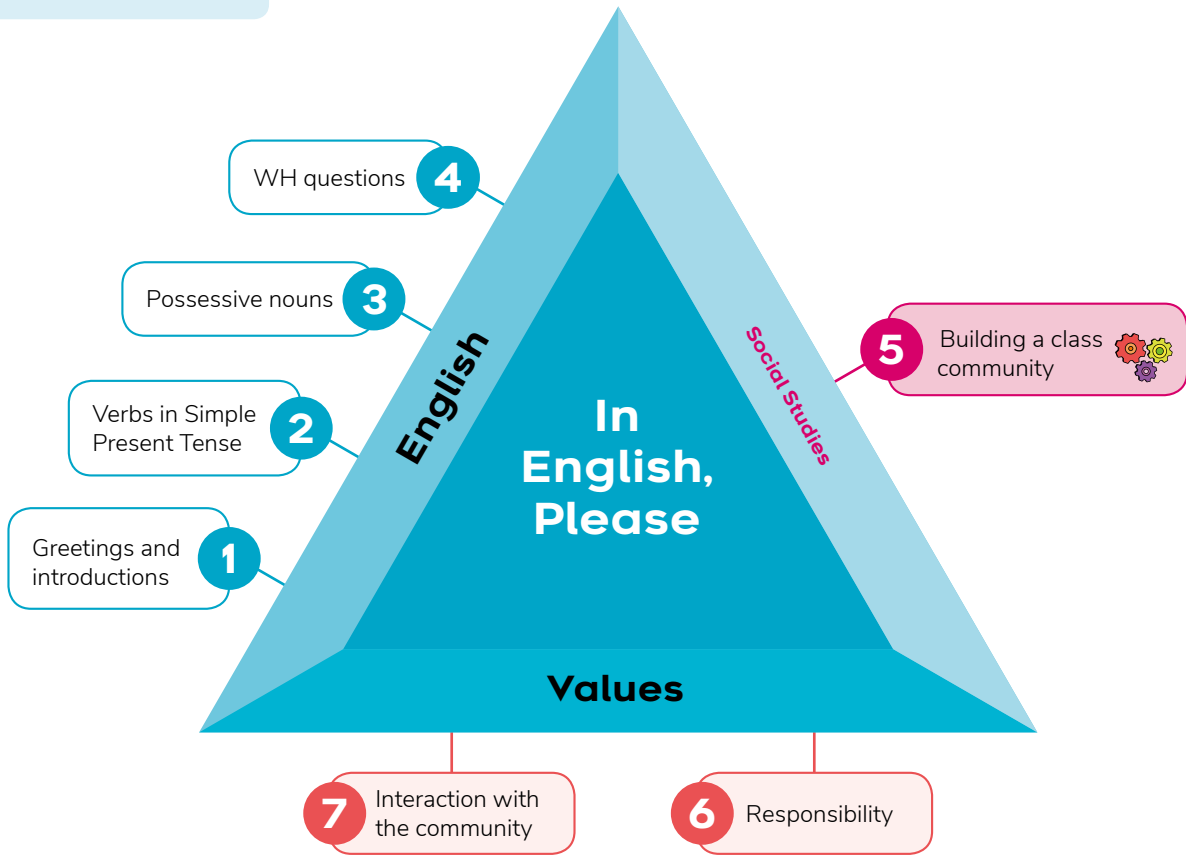 WH questions
4
Possessive nouns
3
Verbs in Simple
Present Tense
2
Greetings and
introductions
1
English
In
English,
Please
Social Studies
5
Building a class
community
Values
7
Interaction with
the community
6
Responsibility